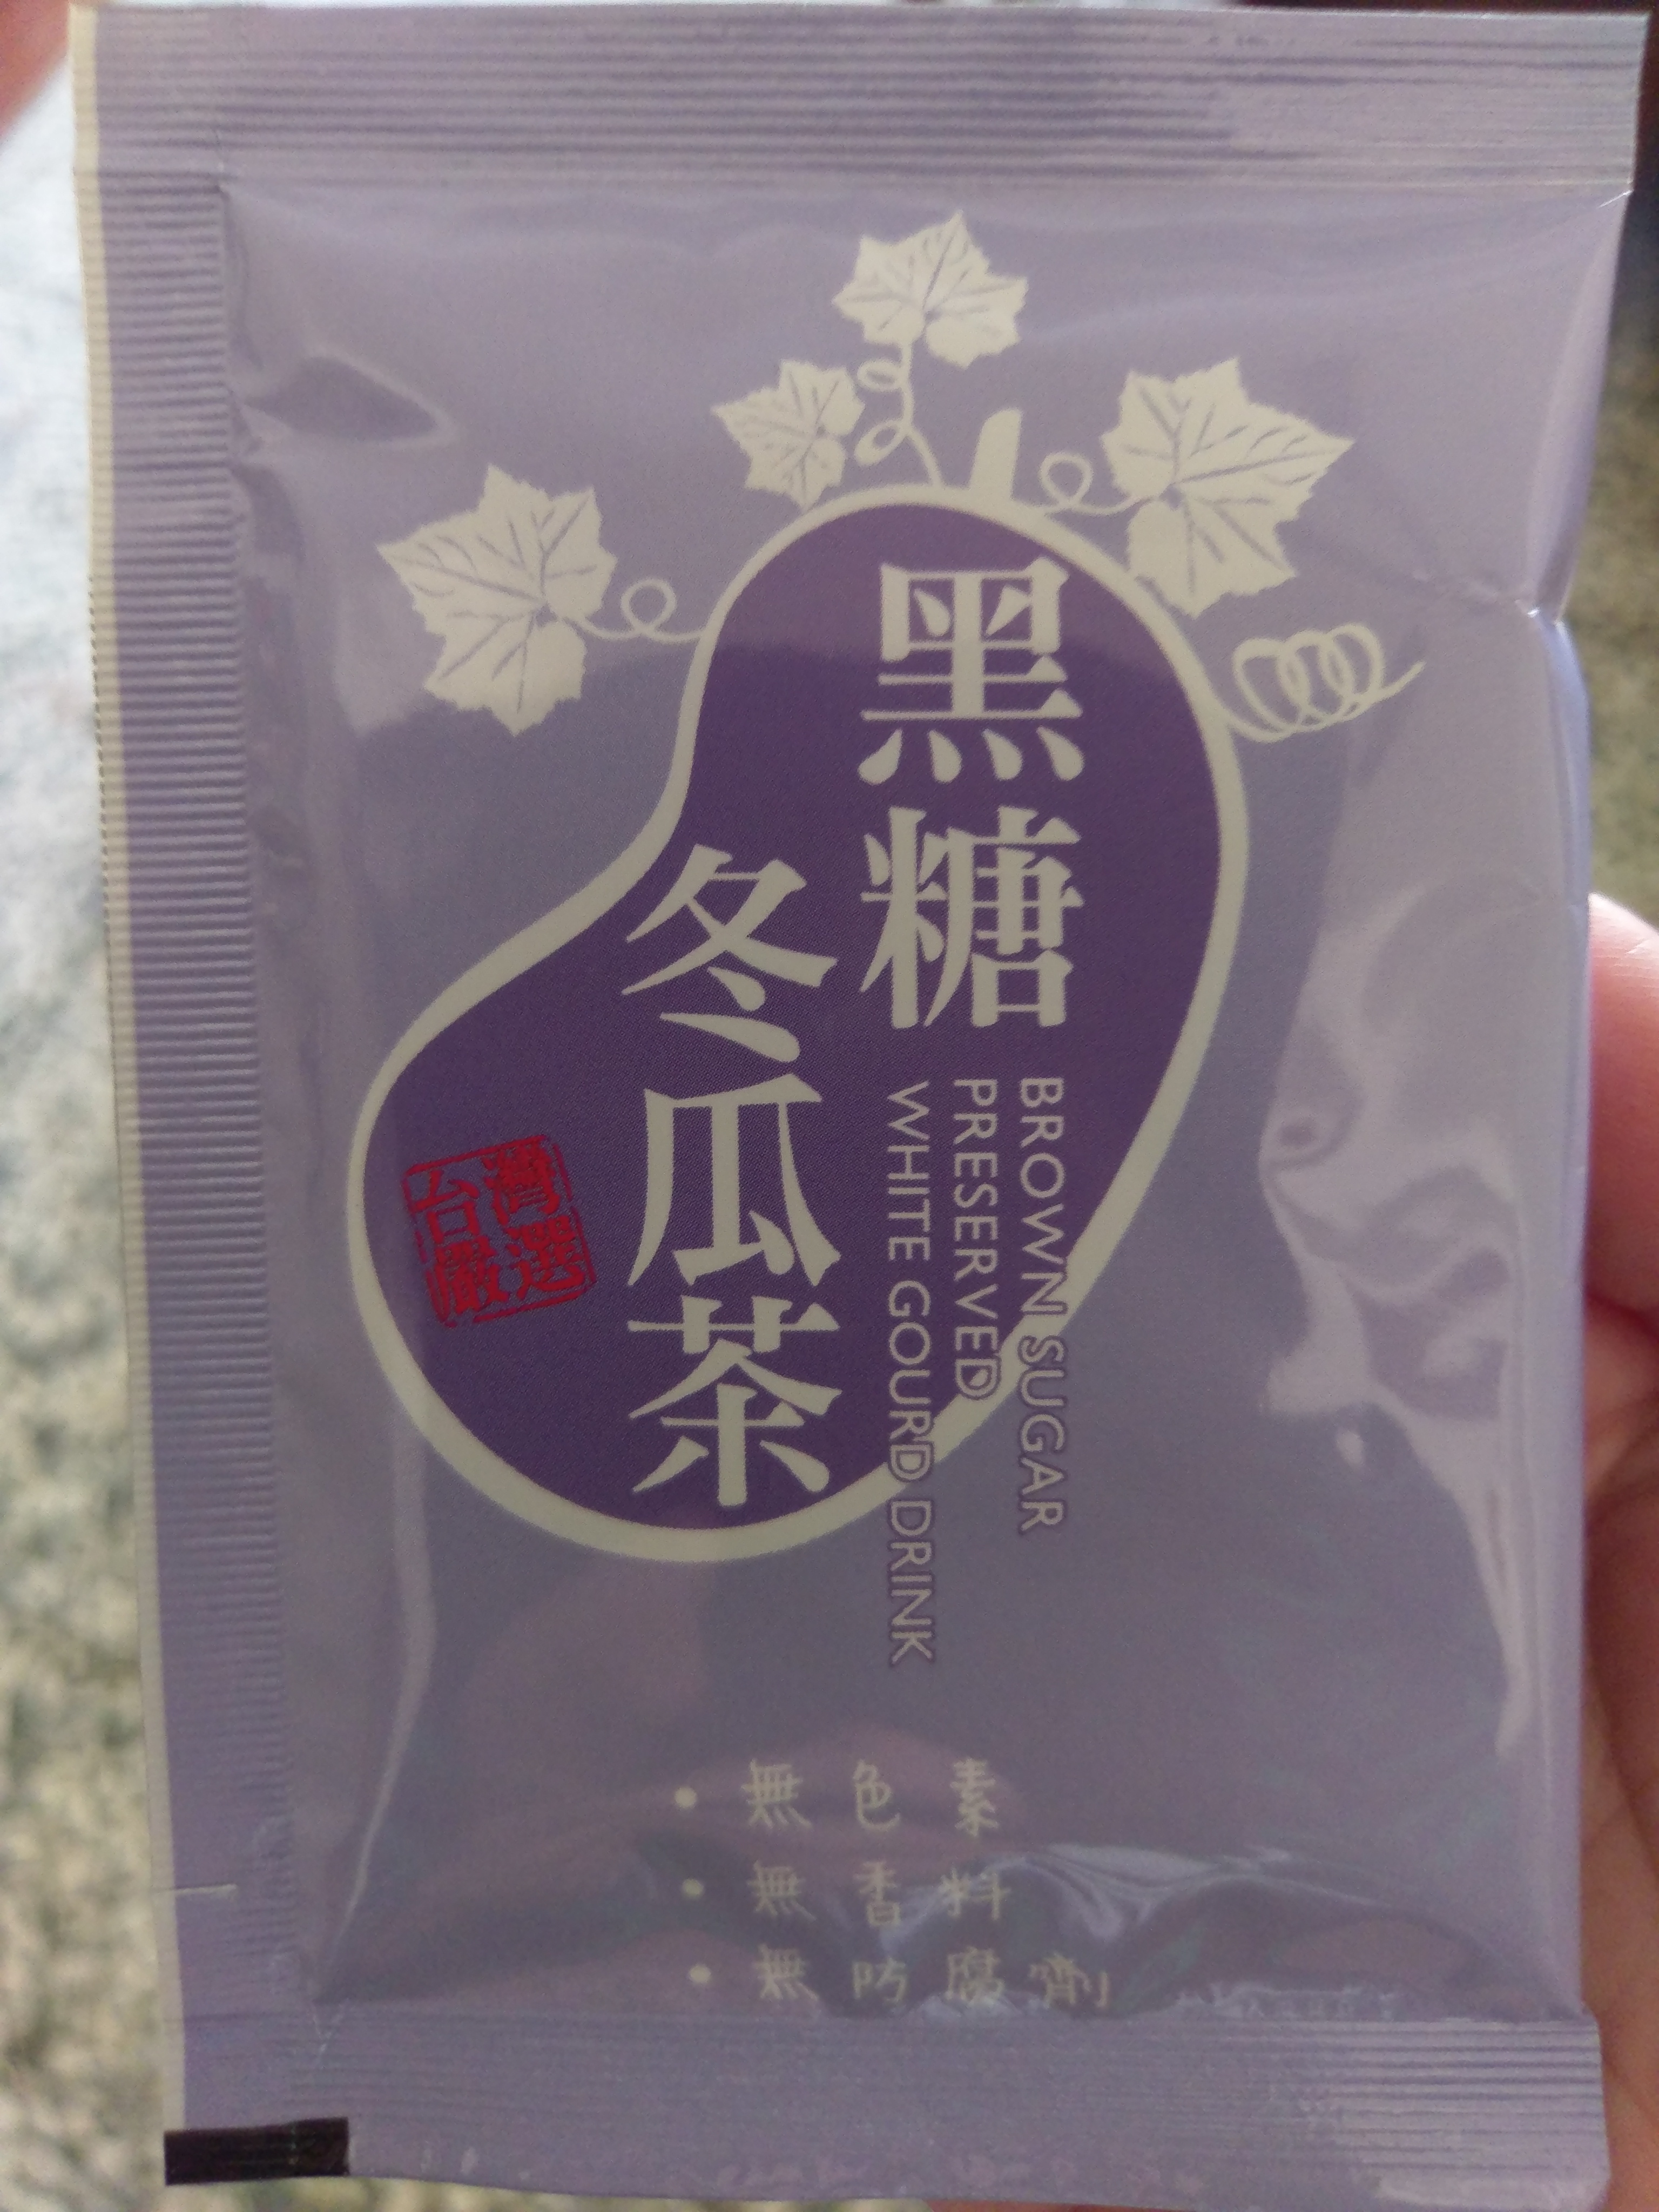 黑糖
冬瓜茶
BROWN SUGAR
PRESERVED
WHITE GOURD DRINK
台灣
嚴選
• 無色素
• 無香料
• 無防腐劑